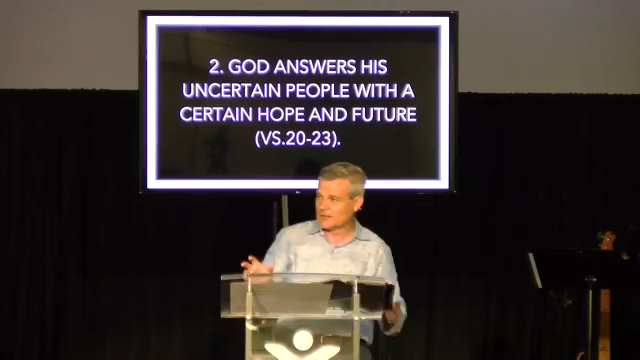 2. GOD ANSWERS HIS
UNCERTAIN PEOPLE WITH A
CERTAIN HOPE AND FUTURE
(VS.20-23).